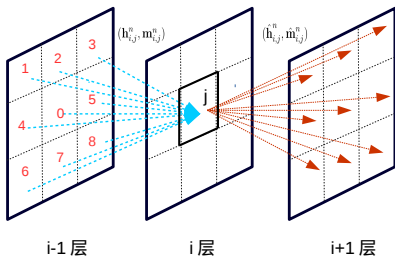 (h^n_{i,j}, m^n_{i,j})
(ĥ^n_{i,j}, m̂^n_{i,j})
1 2 3
4 0 5
6 7 8
j
i-1 层
i 层
i+1 层